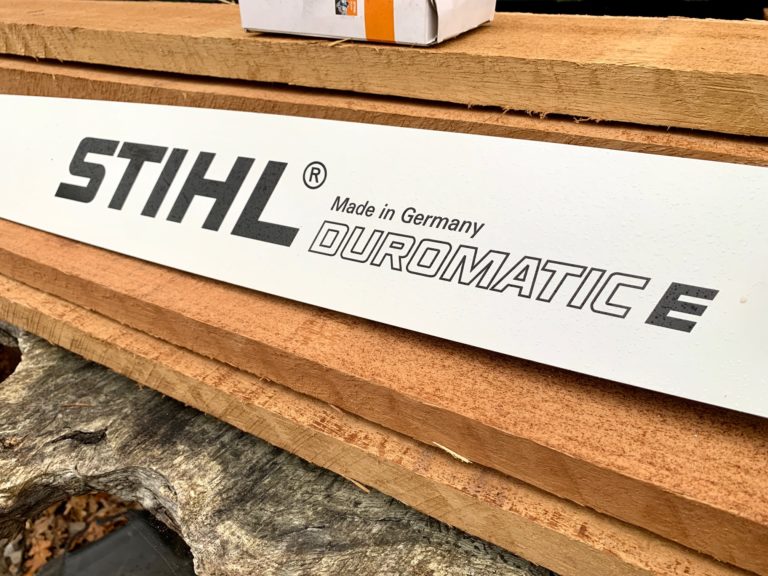 STIHL®
Made in Germany
DUROMATIC E